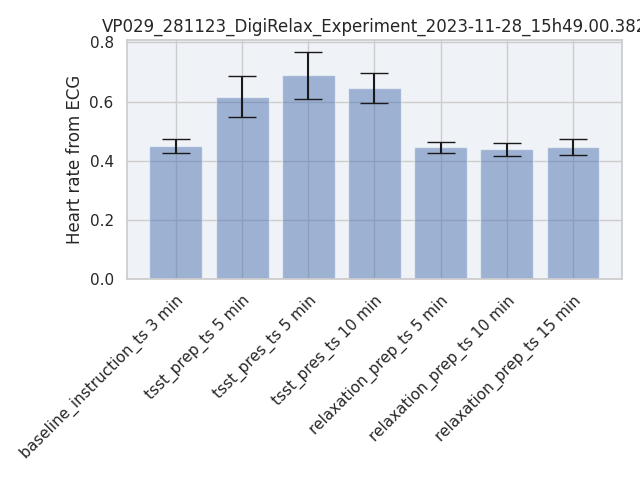 VP029_281123_DigiRelax_Experiment_2023-11-28_15h49.00.382
0.8
0.6
0.4
0.2
0.0
Heart rate from ECG
baseline_instruction_ts 3 min
tsst_prep_ts 5 min
tsst_pres_ts 5 min
tsst_pres_ts 10 min
relaxation_prep_ts 5 min
relaxation_prep_ts 10 min
relaxation_prep_ts 15 min